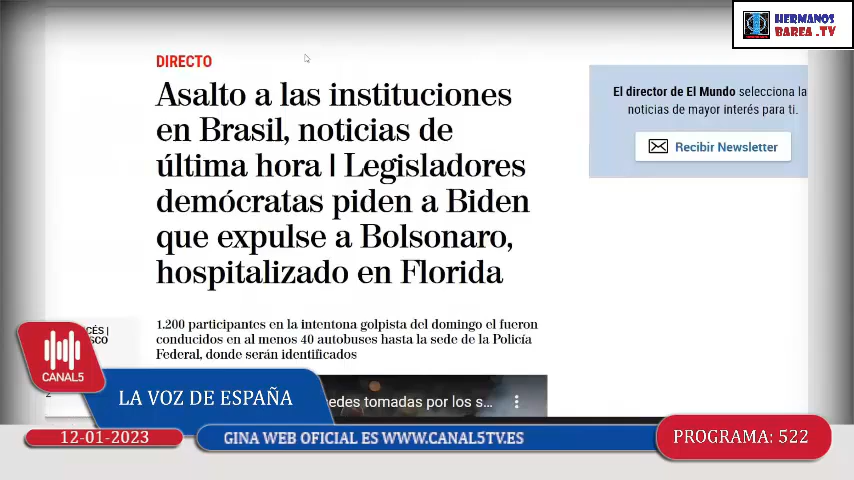 HERMANOS
BAREA .TV
DIRECTO
Asalto a las instituciones
en Brasil, noticias de
última hora | Legisladores
demócratas piden a Biden
que expulse a Bolsonaro,
hospitalizado en Florida
El director de El Mundo selecciona la
noticias de mayor interés para ti.
Recibir Newsletter
1.200 participantes en la intentona golpista del domingo el fueron
conducidos en al menos 40 autobuses hasta la sede de la Policía
Federal, donde serán identificados
CÉS |
SCO
2
edes tomadas por los s...
CANAL5
LA VOZ DE ESPAÑA
12-01-2023
GINA WEB OFICIAL ES WWW.CANAL5TV.ES
PROGRAMA: 522